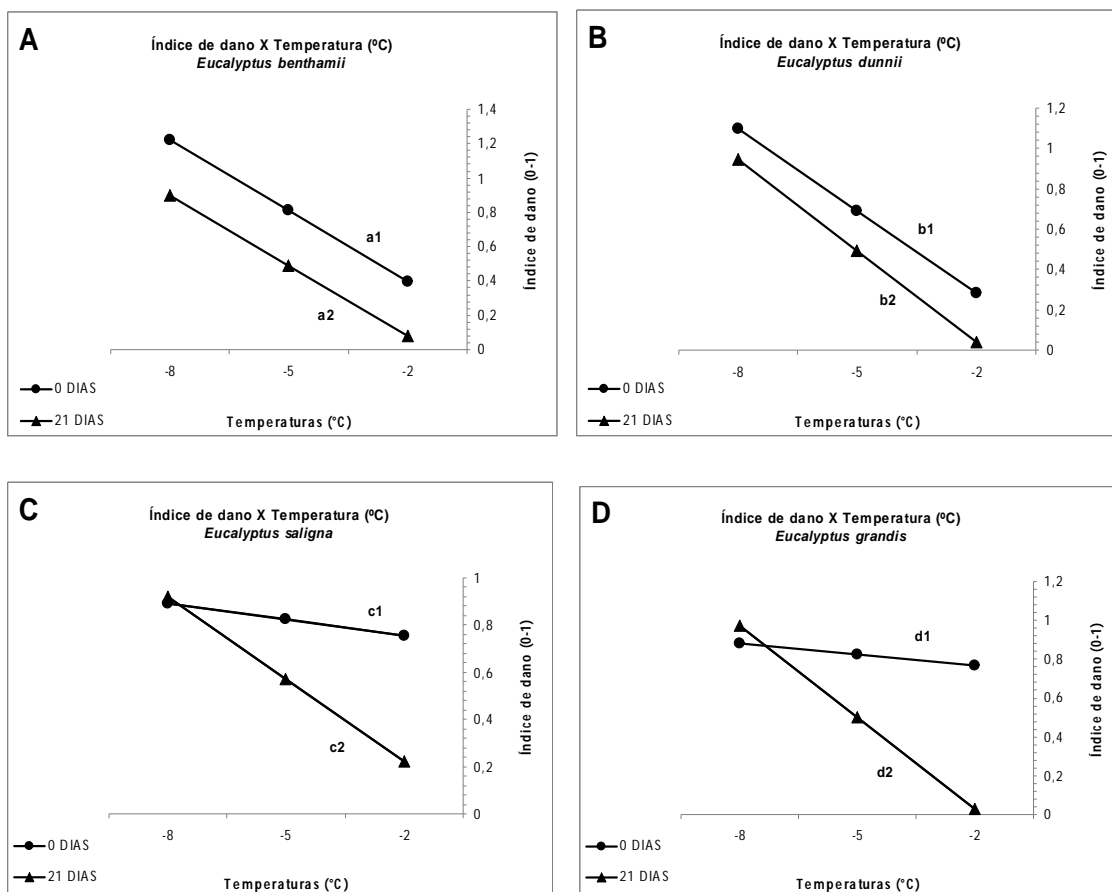 A
Índice de dano X Temperatura (ºC)
Eucalyptus benthamii
1,4
1,2
1
0,8
0,6
0,4
0,2
0
Índice de dano (0-1)
a1
a2
-8
-5
-2
0 DIAS
21 DIAS
Temperaturas (°C)
B
Índice de dano X Temperatura (ºC)
Eucalyptus dunnii
1,2
1
0,8
0,6
0,4
0,2
0
Índice de dano (0-1)
b1
b2
-8
-5
-2
0 DIAS
21 DIAS
Temperaturas (°C)
C
Índice de dano X Temperatura (ºC)
Eucalyptus saligna
1
0,8
0,6
0,4
0,2
0
Índice de dano (0-1)
c1
c2
-8
-5
-2
0 DIAS
21 DIAS
Temperaturas (°C)
D
Índice de dano X Temperatura (ºC)
Eucalyptus grandis
1,2
1
0,8
0,6
0,4
0,2
0
Índice de dano (0-1)
d1
d2
-8
-5
-2
0 DIAS
21 DIAS
Temperaturas (°C)